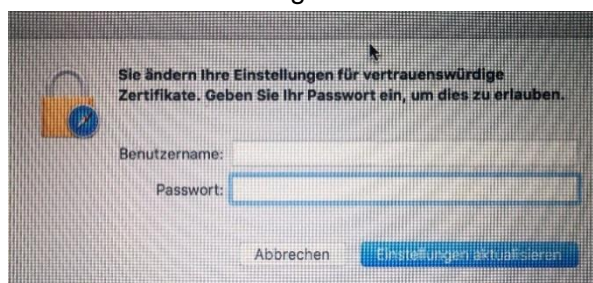 Sie ändern Ihre Einstellungen für vertrauenswürdige
Zertifikate. Geben Sie Ihr Passwort ein, um dies zu erlauben.
Benutzername:
Passwort:
Abbrechen
Einstellungen aktualisieren